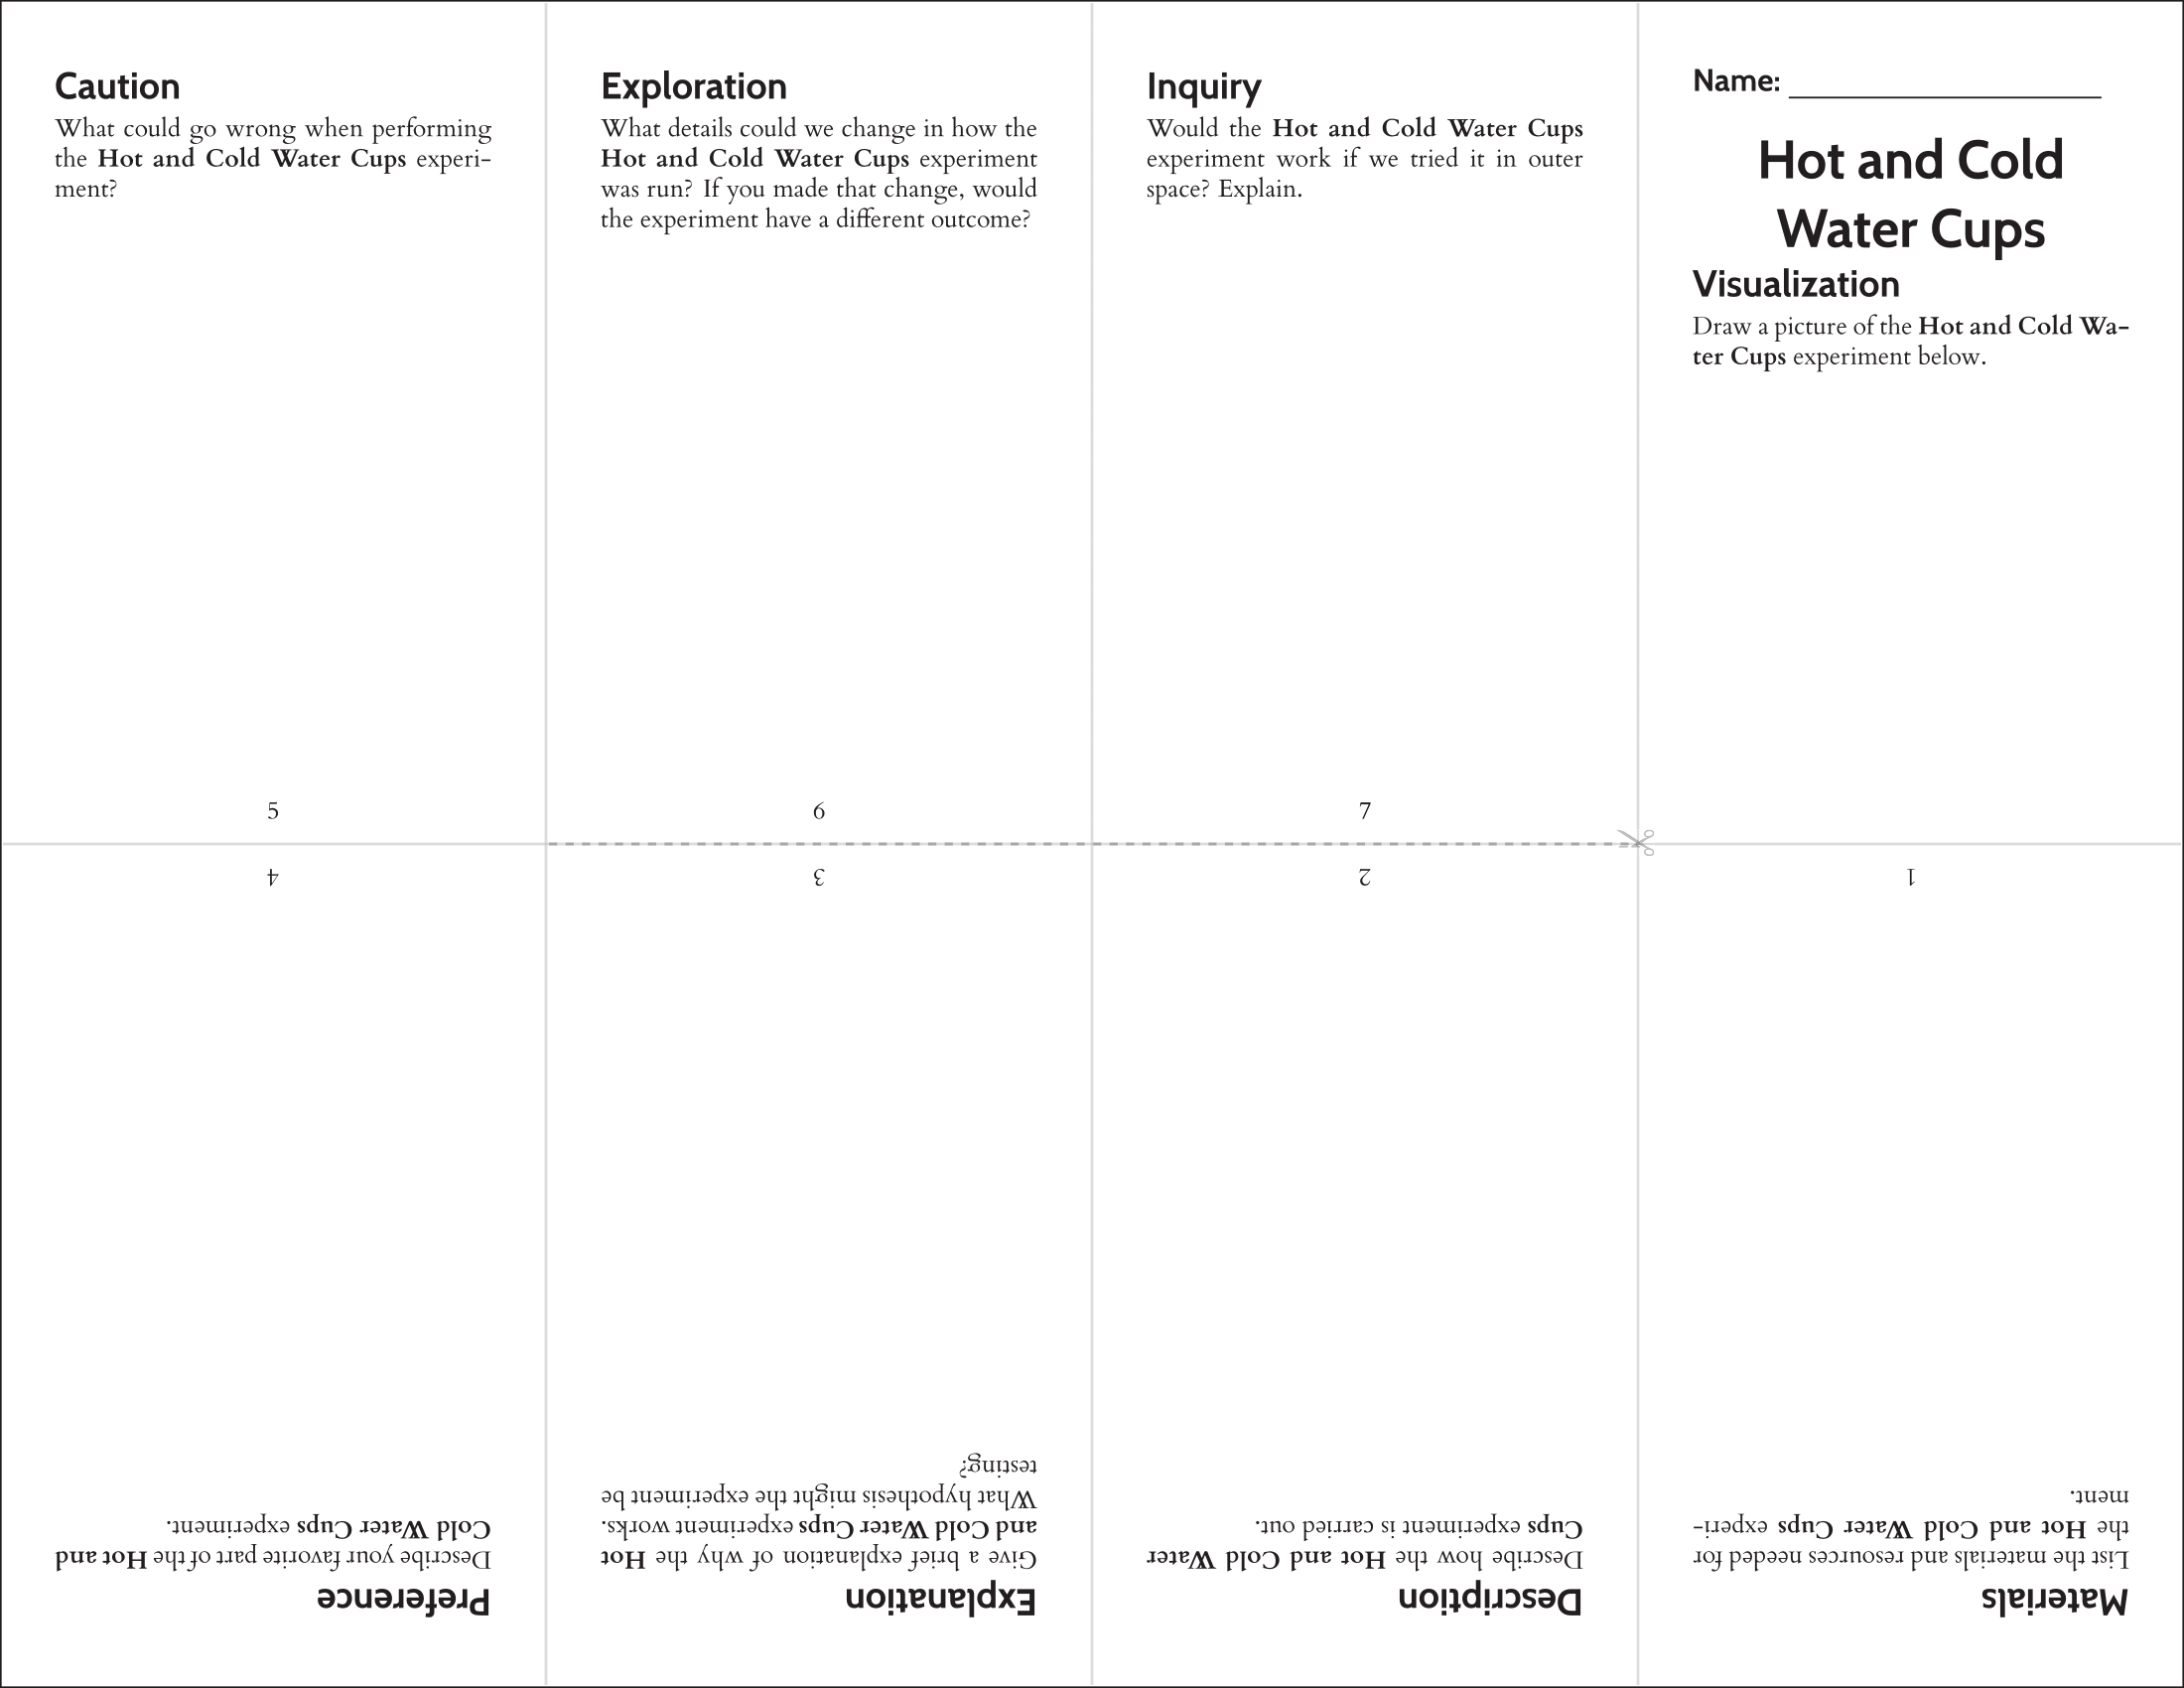 Caution
What could go wrong when performing
the Hot and Cold Water Cups experi-
ment?
5
Exploration
What details could we change in how the
Hot and Cold Water Cups experiment
was run? If you made that change, would
the experiment have a different outcome?
6
Inquiry
Would the Hot and Cold Water Cups
experiment work if we tried it in outer
space? Explain.
7
Name:
Hot and Cold
Water Cups
Visualization
Draw a picture of the Hot and Cold Wa-
ter Cups experiment below.
Materials
List the materials and resources needed for
the Hot and Cold Water Cups experi-
ment.
1
Description
Describe how the Hot and Cold Water
Cups experiment is carried out.
2
Explanation
Give a brief explanation of why the Hot
and Cold Water Cups experiment works.
What hypothesis might the experiment be
testing?
3
Preference
Describe your favorite part of the Hot and
Cold Water Cups experiment.
4